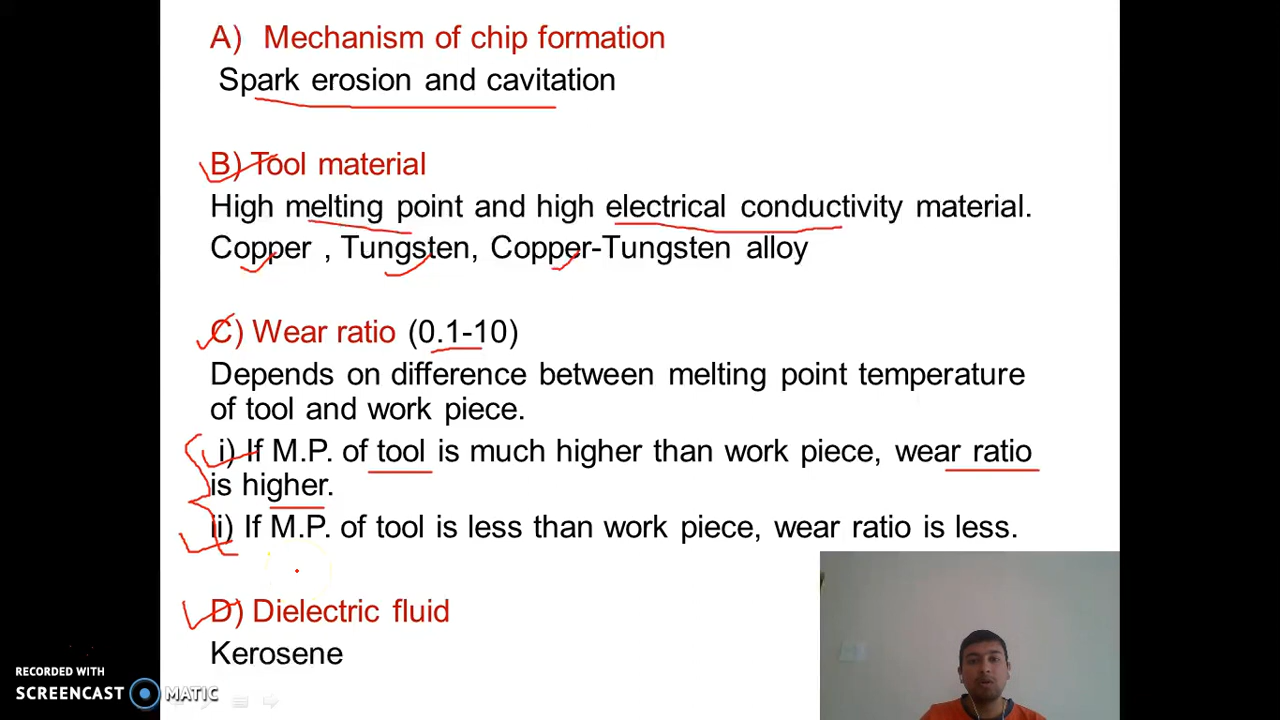 A) Mechanism of chip formation
Spark erosion and cavitation
B) Tool material
High melting point and high electrical conductivity material.
Copper , Tungsten, Copper-Tungsten alloy
C) Wear ratio (0.1-10)
Depends on difference between melting point temperature
of tool and work piece.
i) If M.P. of tool is much higher than work piece, wear ratio
is higher.
ii) If M.P. of tool is less than work piece, wear ratio is less.
D) Dielectric fluid
Kerosene
RECORDED WITH
SCREENCAST MATIC